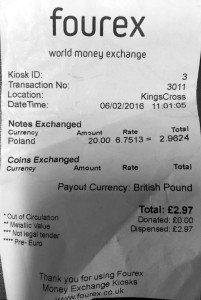 fourex
world money exchange
Kiosk ID: 3
Transaction No: 3011
Location: KingsCross
DateTime: 06/02/2016 11:01:05
Notes Exchanged
Currency Amount Rate Total
Poland 20.00 6.7513 = 2.9624
Coins Exchanged
Currency Amount Rate Total
Payout Currency: British Pound
Total: £2.97
* Out of Circulation Donated: £0.00
** Metallic Value Dispensed: £2.97
*** Not legal tender
**** Pre- Euro
Thank you for using Fourex
Money Exchange Kiosks
www.fourex.co.uk